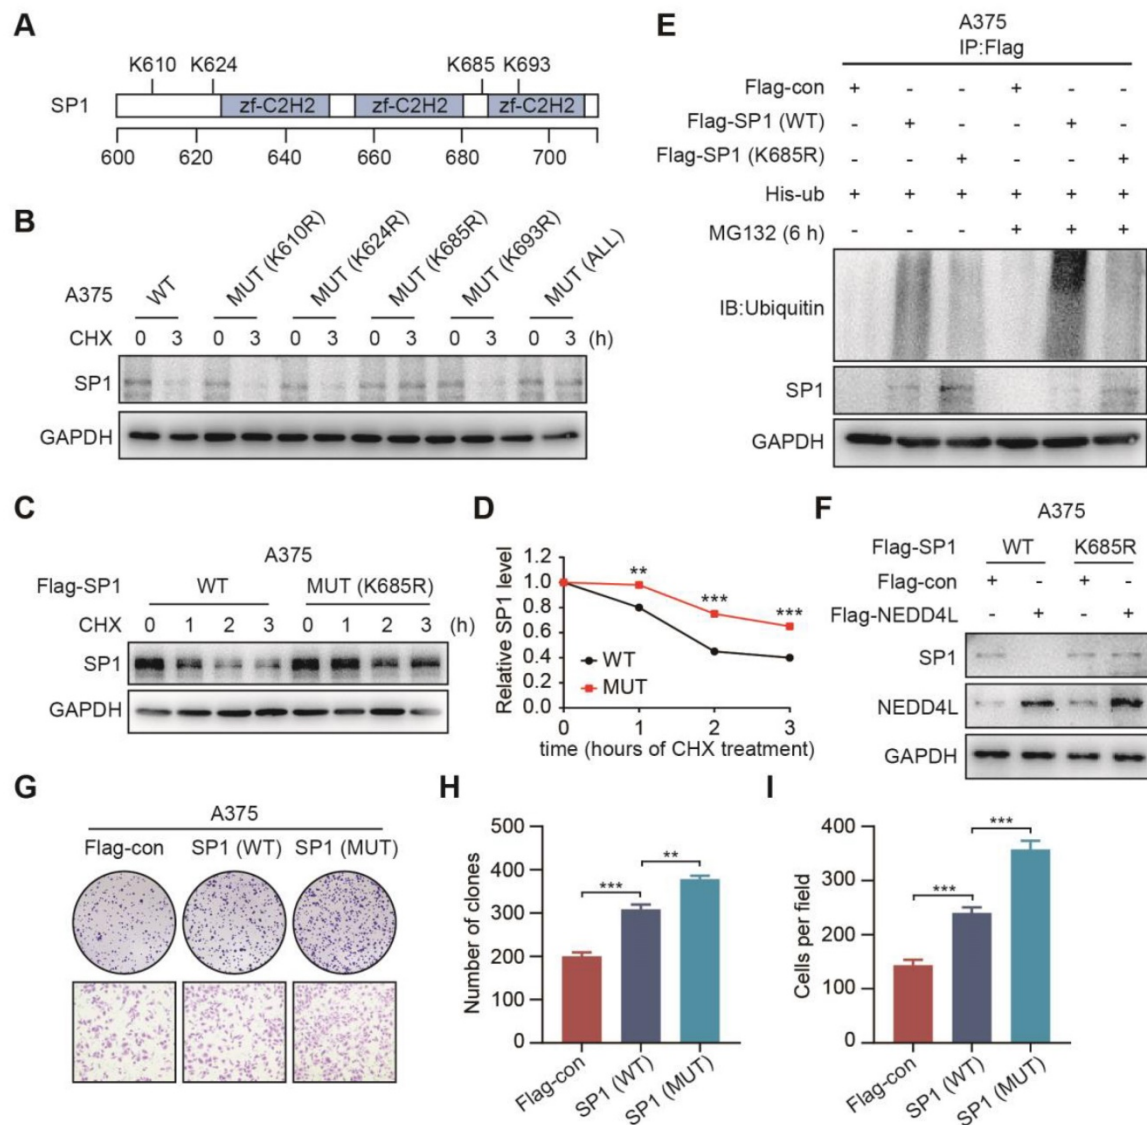 A
K610 K624 K685 K693
SP1 zf-C2H2 zf-C2H2 zf-C2H2
600 620 640 660 680 700
B
A375 WT MUT (K610R) MUT (K624R) MUT (K685R) MUT (K693R) MUT (ALL)
CHX 0 3 0 3 0 3 0 3 0 3 0 3 (h)
SP1
GAPDH
C
A375
Flag-SP1 WT MUT (K685R)
CHX 0 1 2 3 0 1 2 3 (h)
SP1
GAPDH
D
Relative SP1 level
1.2
1.0
0.8
0.6
0.4
0.2
0.0
** *** ***
WT
MUT
0 1 2 3
time (hours of CHX treatment)
E
A375
IP:Flag
Flag-con + - - + - -
Flag-SP1 (WT) - + - - + -
Flag-SP1 (K685R) - - + - - +
His-ub + + + + + +
MG132 (6 h) - - - + + +
IB:Ubiquitin
SP1
GAPDH
F
A375
Flag-SP1 WT K685R
Flag-con + - + -
Flag-NEDD4L - + - +
SP1
NEDD4L
GAPDH
G
A375
Flag-con SP1 (WT) SP1 (MUT)
H
Number of clones
500
400
300
200
100
0
*** **
Flag-con SP1 (WT) SP1 (MUT)
I
Cells per field
400
300
200
100
0
*** ***
Flag-con SP1 (WT) SP1 (MUT)